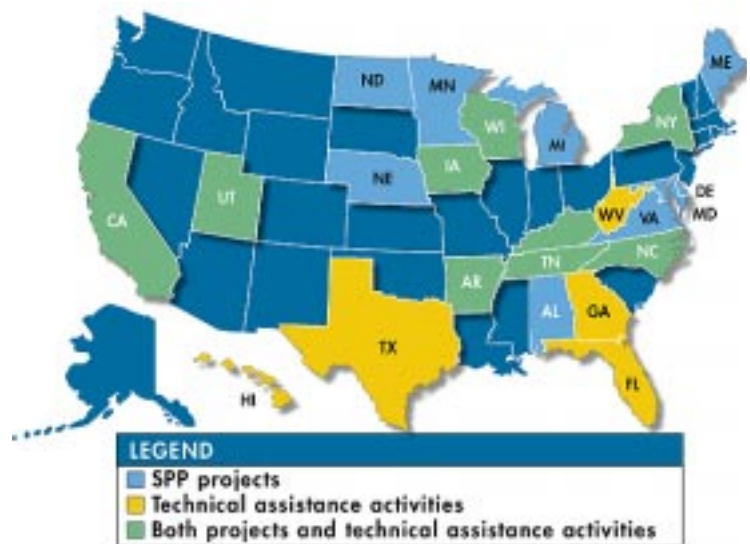 ME
ND
MN
WI
NY
MI
IA
NE
DE
MD
UT
WV
VA
CA
NC
TN
AR
AL
GA
TX
HI
FL
LEGEND
SPP projects
Technical assistance activities
Both projects and technical assistance activities